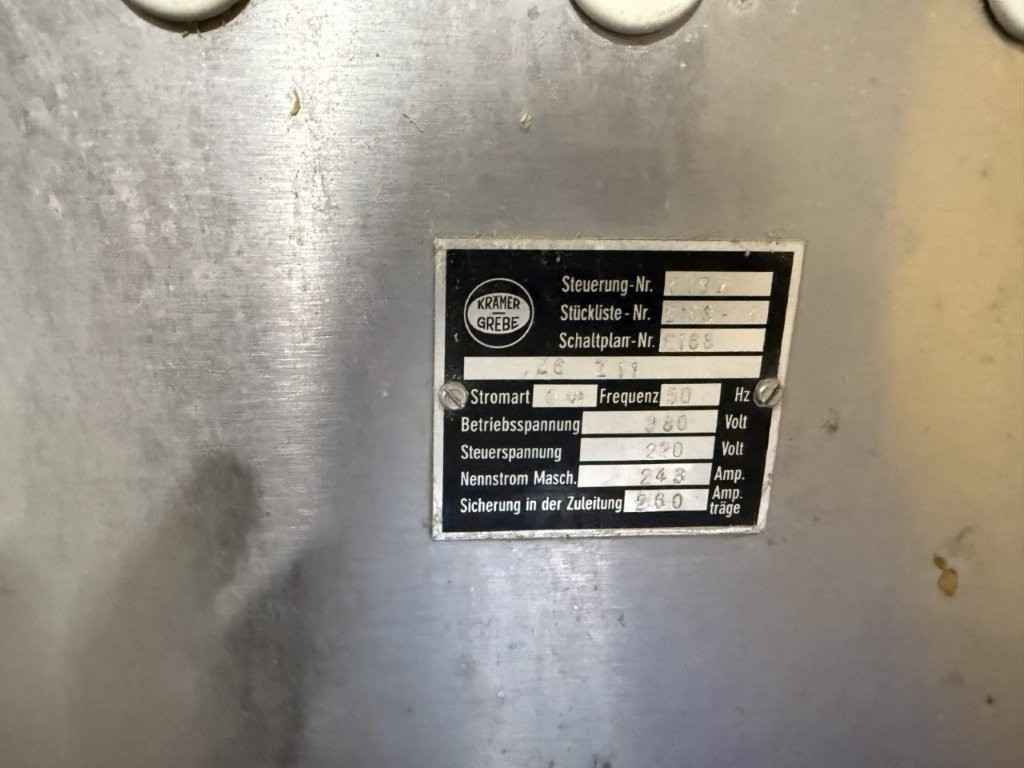 KRÄMER
GREBE
Steuerung-Nr.
Stückliste-Nr.
Schaltplan-Nr.
Stromart Frequenz 50 Hz
Betriebsspannung 380 Volt
Steuerspannung 220 Volt
Nennstrom Masch. 243 Amp.
Sicherung in der Zuleitung 260 Amp. träge